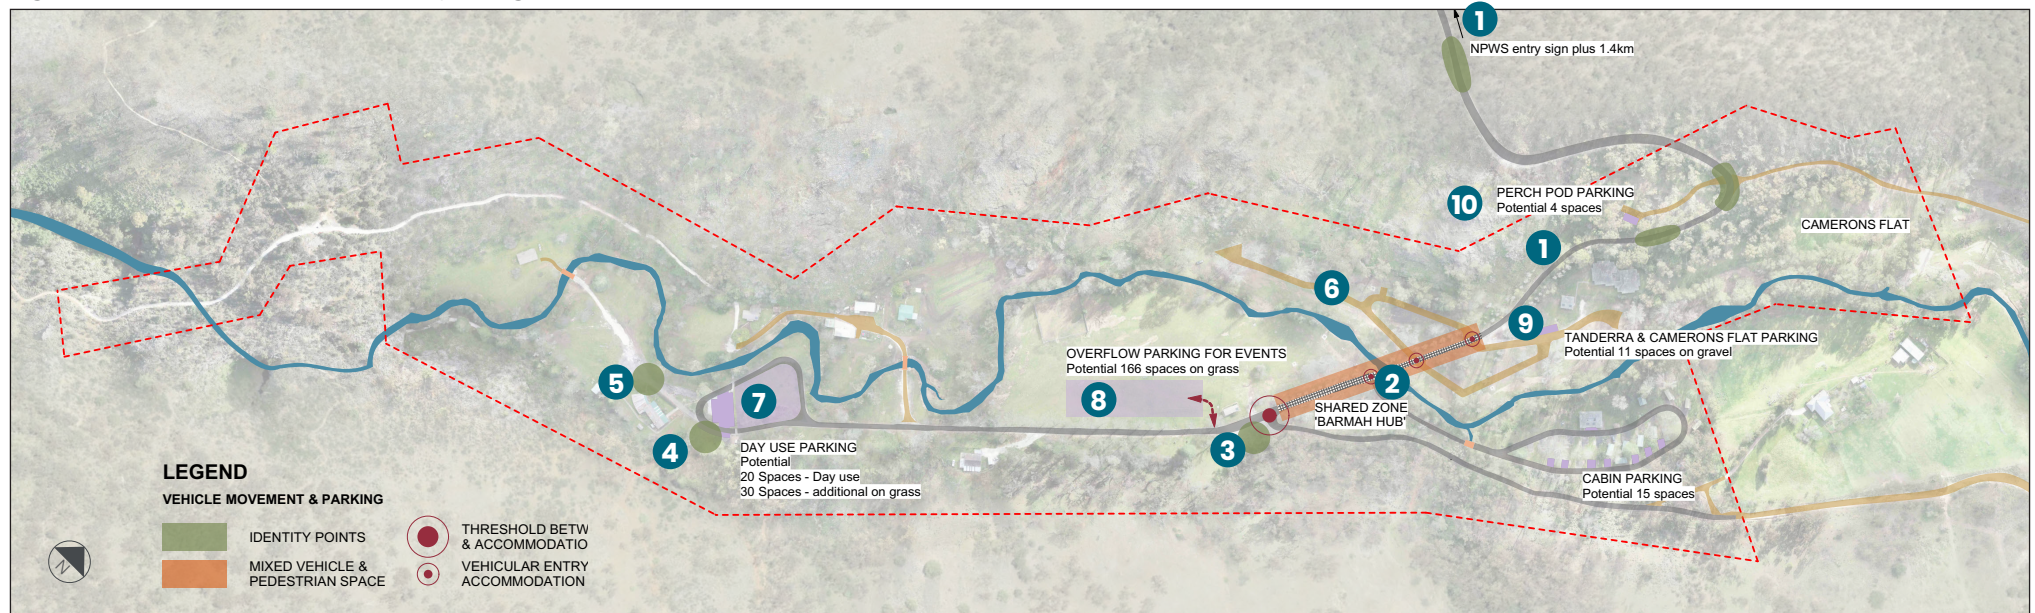 1
NPWS entry sign plus 1.4km
10
PERCH POD PARKING
Potential 4 spaces
CAMERONS FLAT
1
6
9
TANDERRA & CAMERONS FLAT PARKING
Potential 11 spaces on gravel
OVERFLOW PARKING FOR EVENTS
Potential 166 spaces on grass
8
2
SHARED ZONE
'BARMAH HUB'
5
7
4
3
DAY USE PARKING
Potential
20 Spaces - Day use
30 Spaces - additional on grass
CABIN PARKING
Potential 15 spaces
LEGEND
VEHICLE MOVEMENT & PARKING
IDENTITY POINTS
MIXED VEHICLE &
PEDESTRIAN SPACE
THRESHOLD BETW
& ACCOMMODATIO
VEHICULAR ENTRY
ACCOMMODATION
N